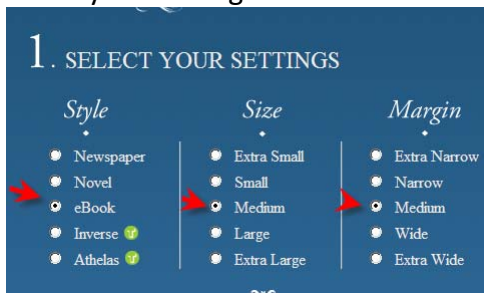 1. SELECT YOUR SETTINGS
Style Size Margin
Newspaper Extra Small Extra Narrow
Novel Small Narrow
eBook Medium Medium
Inverse Large Wide
Athelas Extra Large Extra Wide